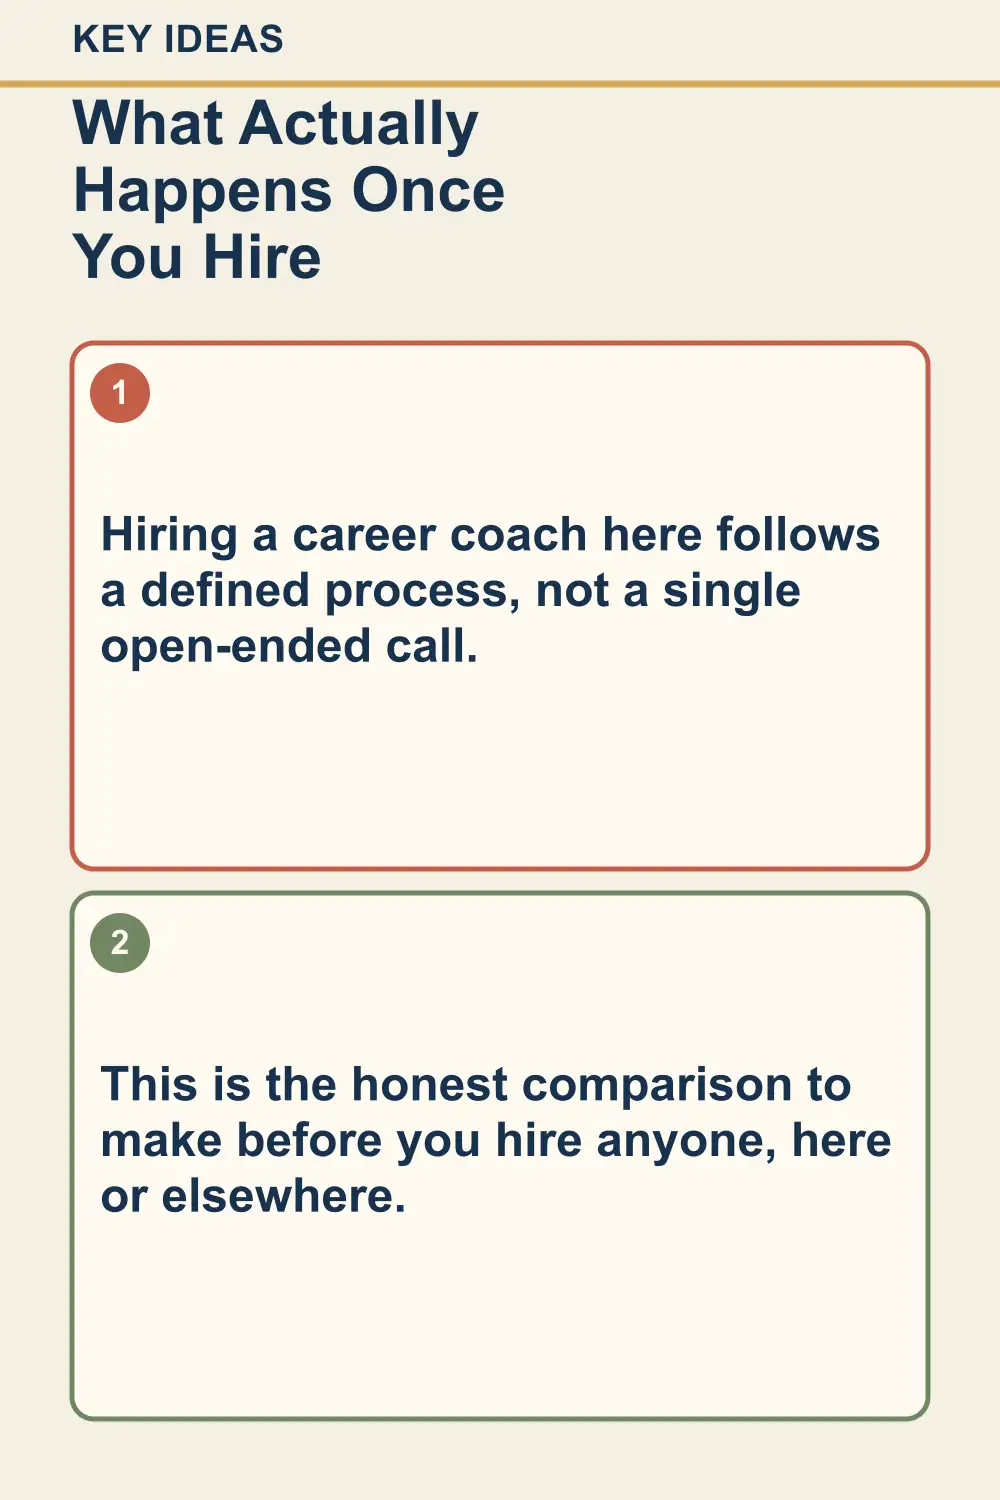 KEY IDEAS
What Actually
Happens Once
You Hire
1
Hiring a career coach here follows
a defined process, not a single
open-ended call.
2
This is the honest comparison to
make before you hire anyone, here
or elsewhere.